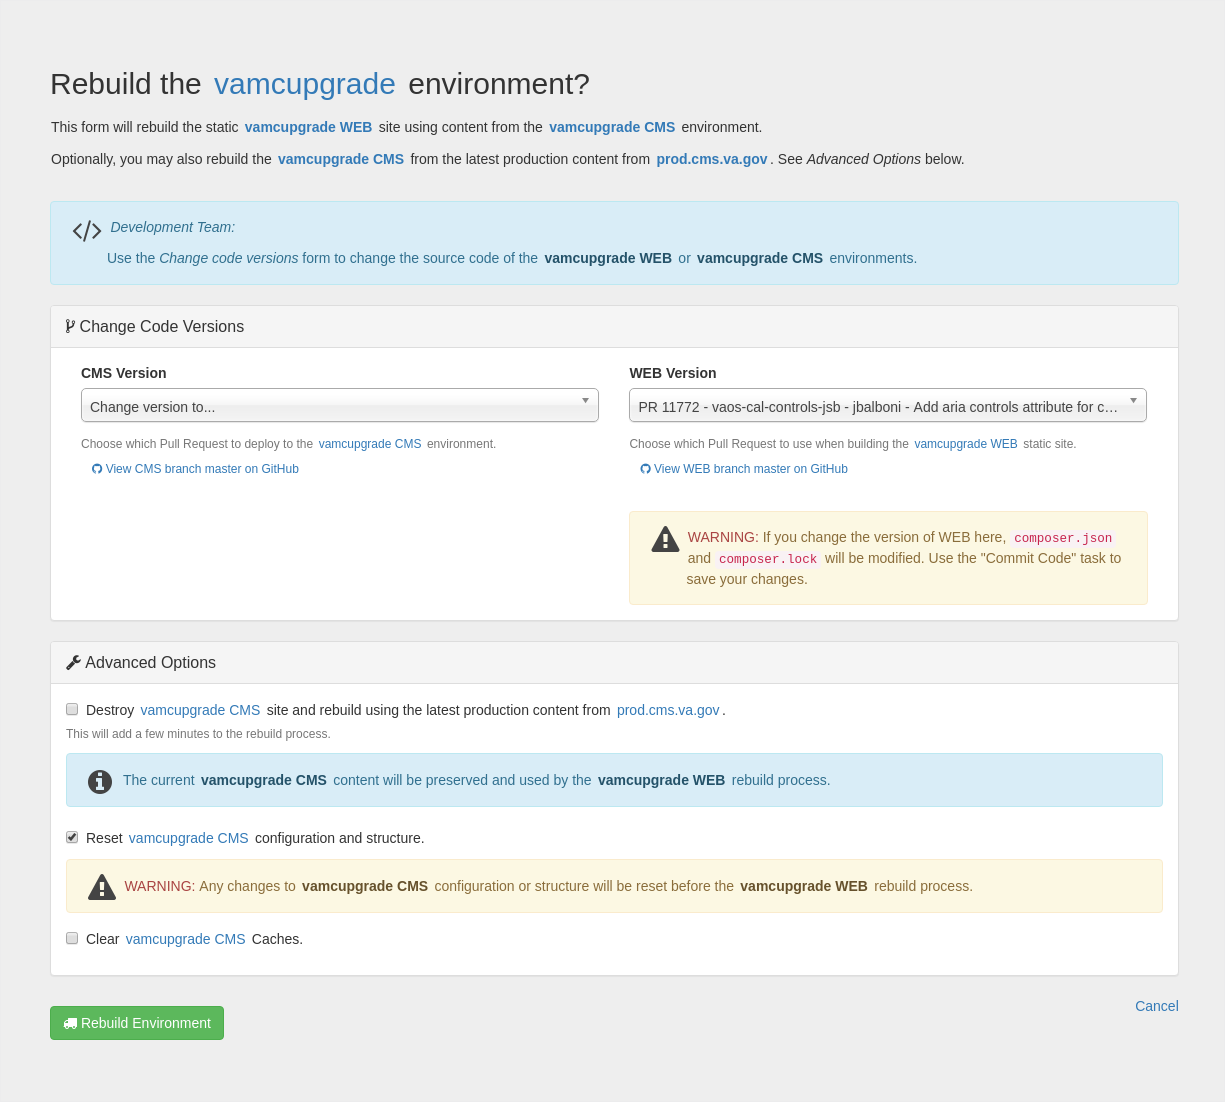 Rebuild the vamcupgrade environment?
This form will rebuild the static vamcupgrade WEB site using content from the vamcupgrade CMS environment.
Optionally, you may also rebuild the vamcupgrade CMS from the latest production content from prod.cms.va.gov . See Advanced Options below.
Development Team:
Use the Change code versions form to change the source code of the vamcupgrade WEB or vamcupgrade CMS environments.
Change Code Versions
CMS Version
Change version to...
Choose which Pull Request to deploy to the vamcupgrade CMS environment.
View CMS branch master on GitHub
WEB Version
PR 11772 - vaos-cal-controls-jsb - jbalboni - Add aria controls attribute for c…
Choose which Pull Request to use when building the vamcupgrade WEB static site.
View WEB branch master on GitHub
WARNING: If you change the version of WEB here, composer.json
and composer.lock will be modified. Use the "Commit Code" task to
save your changes.
Advanced Options
Destroy vamcupgrade CMS site and rebuild using the latest production content from prod.cms.va.gov .
This will add a few minutes to the rebuild process.
The current vamcupgrade CMS content will be preserved and used by the vamcupgrade WEB rebuild process.
Reset vamcupgrade CMS configuration and structure.
WARNING: Any changes to vamcupgrade CMS configuration or structure will be reset before the vamcupgrade WEB rebuild process.
Clear vamcupgrade CMS Caches.
Cancel
Rebuild Environment